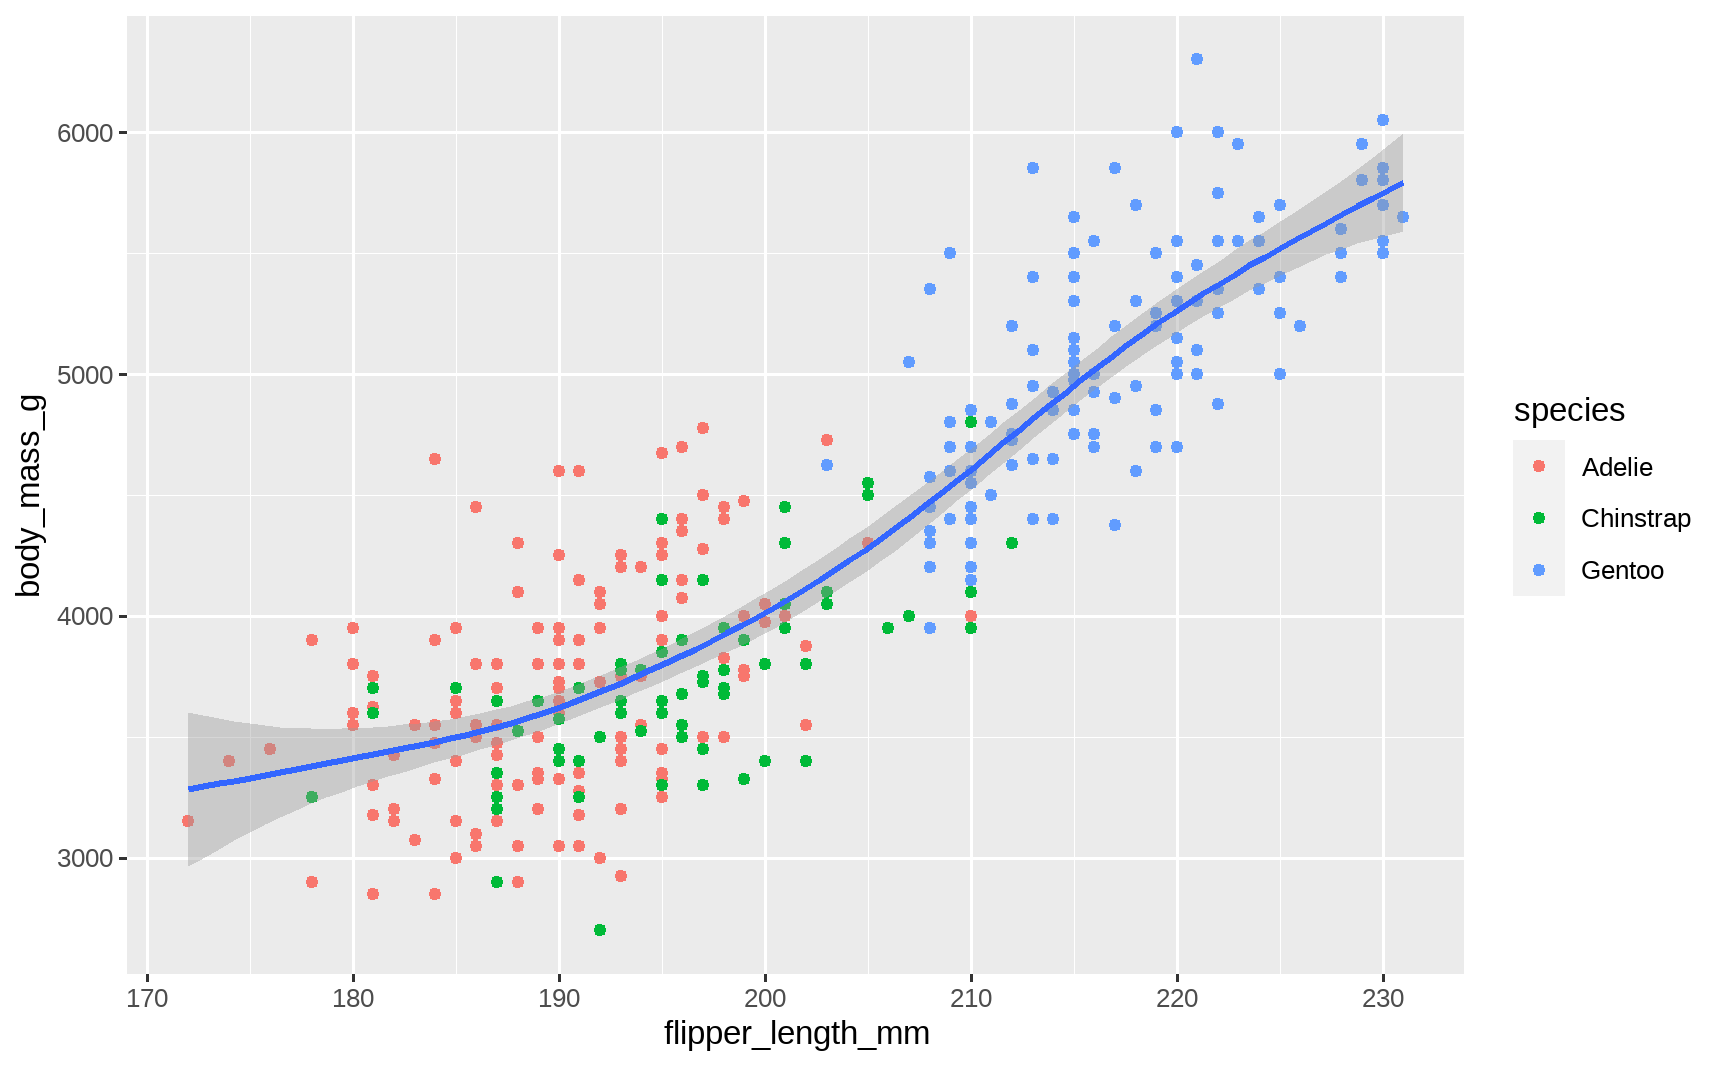 body_mass_g
6000
5000
4000
3000
170 180 190 200 210 220 230
flipper_length_mm
species
Adelie
Chinstrap
Gentoo